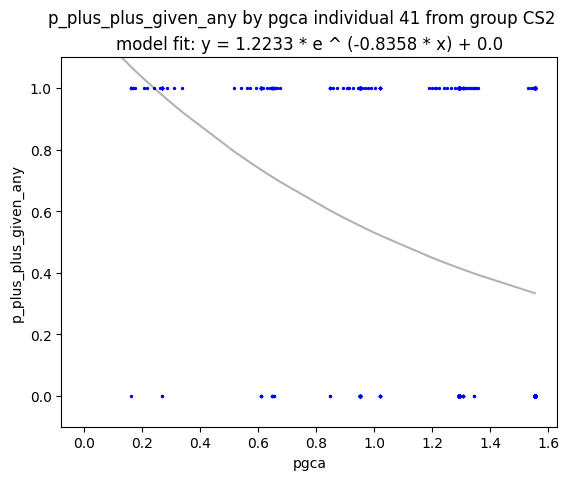 p_plus_plus_given_any by pgca individual 41 from group CS2
model fit: y = 1.2233 * e ^ (-0.8358 * x) + 0.0
1.0
0.8
0.6
0.4
0.2
0.0
p_plus_plus_given_any
0.0 0.2 0.4 0.6 0.8 1.0 1.2 1.4 1.6
pgca